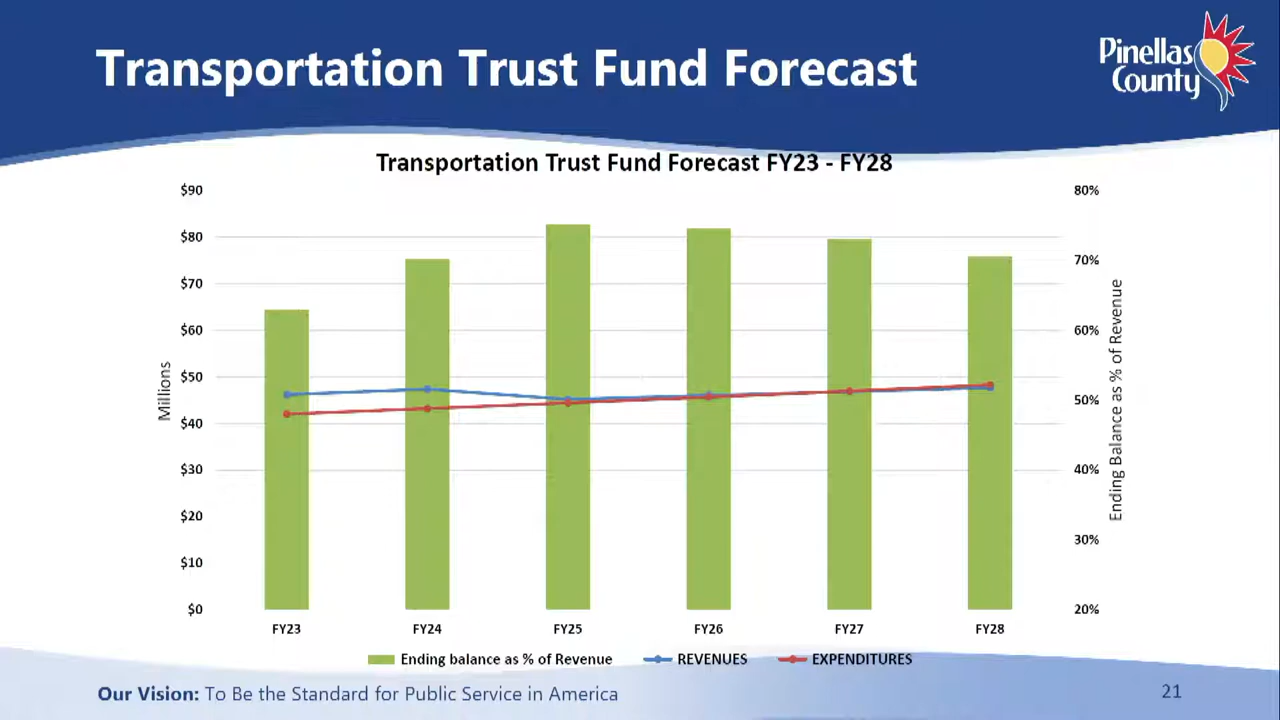 Transportation Trust Fund Forecast
Pinellas
County
Transportation Trust Fund Forecast FY23 - FY28
$90
$80
$70
$60
$50
$40
$30
$20
$10
$0
Millions
80%
70%
60%
50%
40%
30%
20%
Ending Balance as % of Revenue
FY23 FY24 FY25 FY26 FY27 FY28
Ending balance as % of Revenue REVENUES EXPENDITURES
Our Vision: To Be the Standard for Public Service in America
21